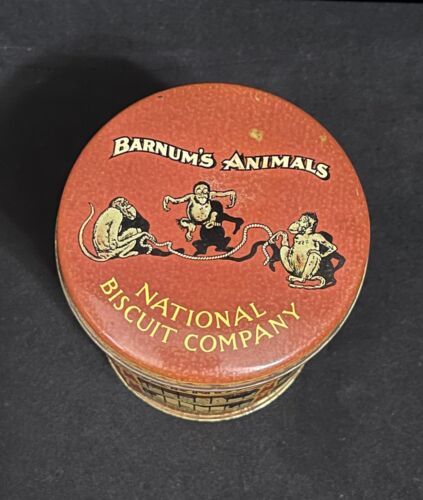 BARNUM'S ANIMALS
NATIONAL
BISCUIT COMPANY